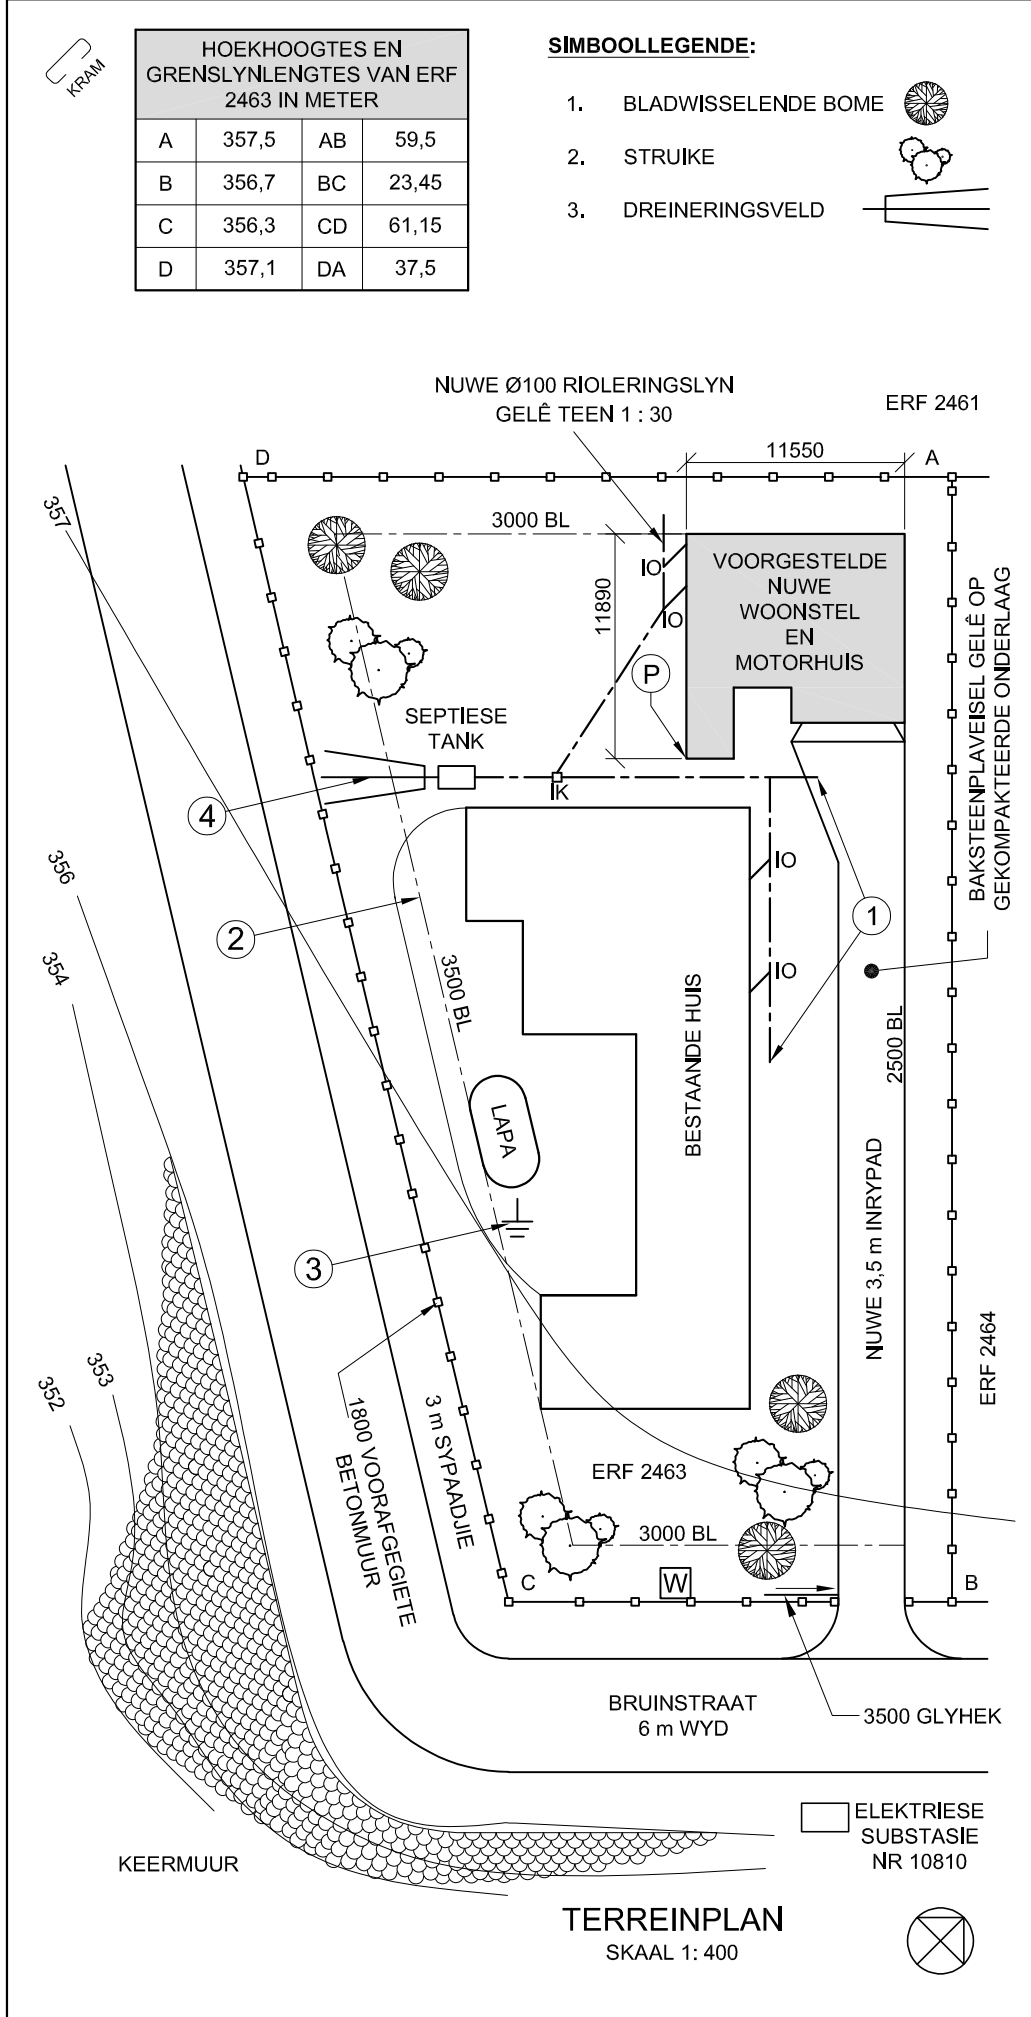 KRAM
HOEKHOOGTES EN
GRENSLYNLENGTES VAN ERF
2463 IN METER
A 357,5 AB 59,5
B 356,7 BC 23,45
C 356,3 CD 61,15
D 357,1 DA 37,5
SIMBOOLLEGENDE:
1. BLADWISSELENDE BOME
2. STRUIKE
3. DREINERINGSVELD
NUWE Ø100 RIOLERINGSLYN
GELÊ TEEN 1 : 30
ERF 2461
11550
D
A
357
3000 BL
IO
IO
11890
VOORGESTELDE
NUWE
WOONSTEL
EN
MOTORHUIS
P
BAKSTEENPLAVEISEL GELÊ OP
GEKOMPAKTEERDE ONDERLAAG
SEPTIESE
TANK
IK
4
356
IO
1
2
354
3500 BL
IO
BESTAANDE HUIS
2500 BL
LAPA
NUWE 3,5 m INRYPAD
3
ERF 2464
353
352
1800 VOORAFGEGIETE
BETONMUUR
3 m SYPAADJIE
ERF 2463
3000 BL
C
W
B
BRUINSTRAAT
6 m WYD
3500 GLYHEK
ELEKTRIESE
SUBSTASIE
NR 10810
KEERMUUR
TERREINPLAN
SKAAL 1: 400